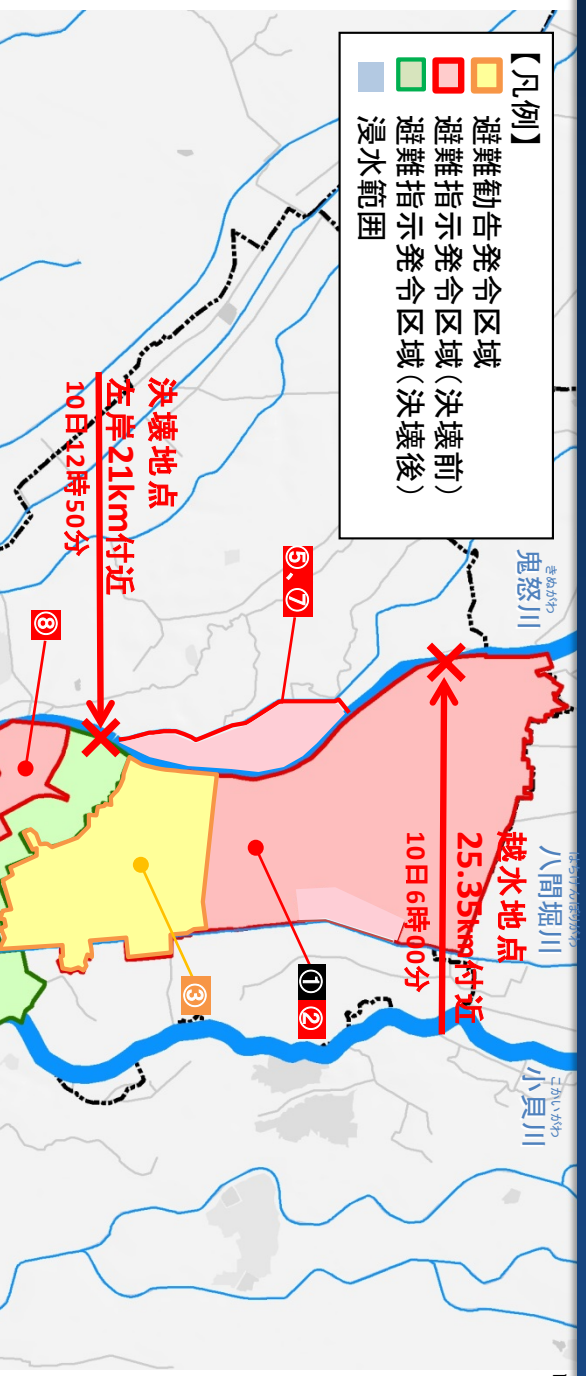 【凡例】
避難勧告発令区域
避難指示発令区域(決壊前)
避難指示発令区域(決壊後)
浸水範囲
きぬがわ
鬼怒川
はちけんぼりがわ
八間堀川
こかいがわ
小貝川
越水地点
25.35km付近
10日6時00分
決壊地点
左岸21km付近
10日12時50分
⑤、⑦
⑧
① ②
③